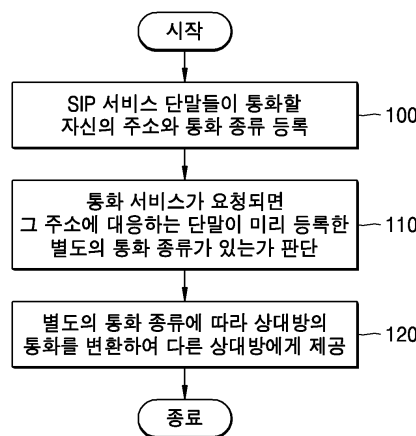 시작
SIP 서비스 단말들이 통화할
자신의 주소와 통화 종류 등록
100
통화 서비스가 요청되면
그 주소에 대응하는 단말이 미리 등록한
별도의 통화 종류가 있는가 판단
110
별도의 통화 종류에 따라 상대방의
통화를 변환하여 다른 상대방에게 제공
120
종료